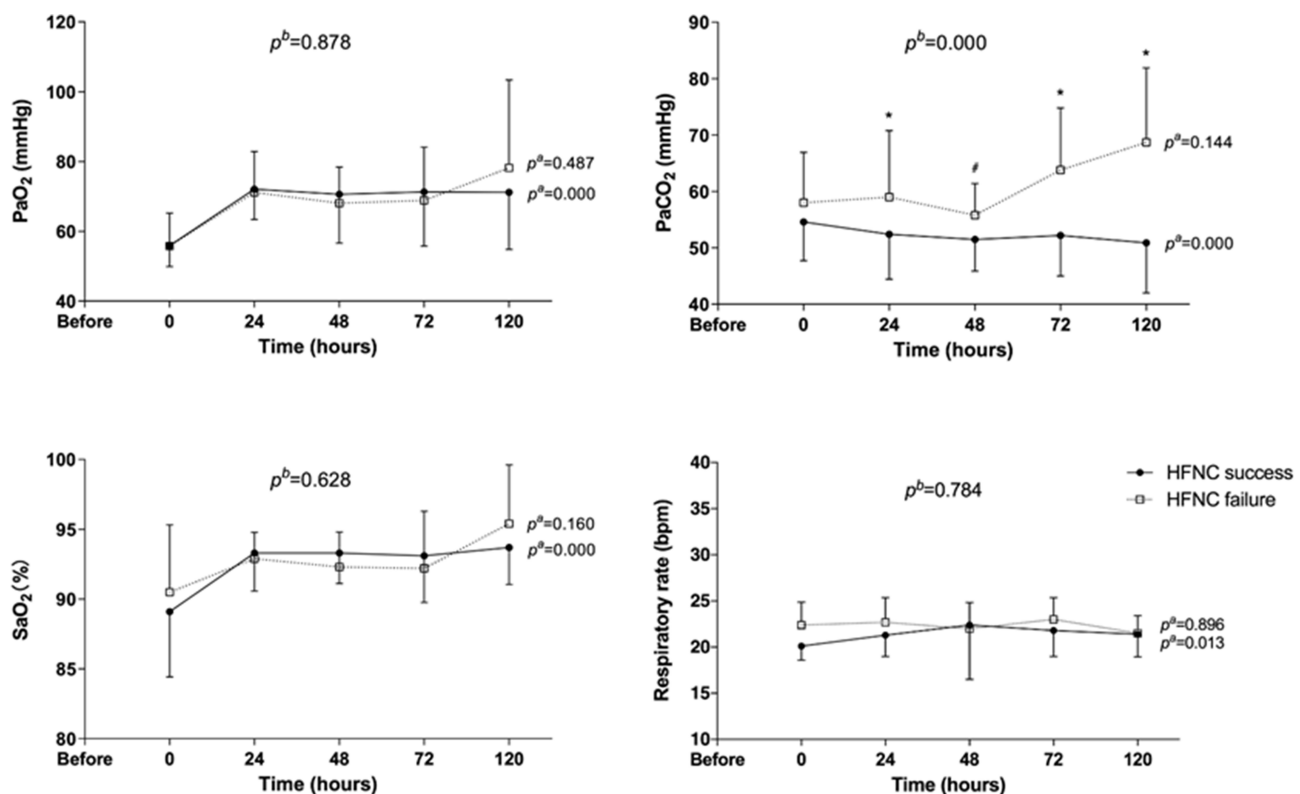 120
100
80
60
40
PaO2 (mmHg)
p^b=0.878
p^a=0.487
p^a=0.000
Before 0 24 48 72 120
Time (hours)
90
80
70
60
50
40
PaCO2 (mmHg)
p^b=0.000
*
#
*
*
p^a=0.144
p^a=0.000
Before 0 24 48 72 120
Time (hours)
100
95
90
85
80
SaO2 (%)
p^b=0.628
p^a=0.160
p^a=0.000
Before 0 24 48 72 120
Time (hours)
40
35
30
25
20
15
10
Respiratory rate (bpm)
p^b=0.784
HFNC success
HFNC failure
p^a=0.896
p^a=0.013
Before 0 24 48 72 120
Time (hours)